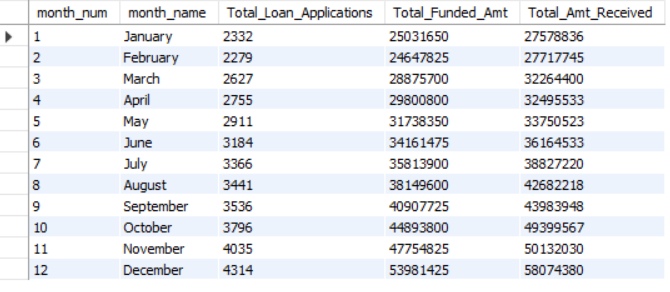 month_num month_name Total_Loan_Applications Total_Funded_Amt Total_Amt_Received
1 January 2332 25031650 27578836
2 February 2279 24647825 27717745
3 March 2627 28875700 32264400
4 April 2755 29800800 32495533
5 May 2911 31738350 33750523
6 June 3184 34161475 36164533
7 July 3366 35813900 38827220
8 August 3441 38149600 42682218
9 September 3536 40907725 43983948
10 October 3796 44893800 49399567
11 November 4035 47754825 50132030
12 December 4314 53981425 58074380